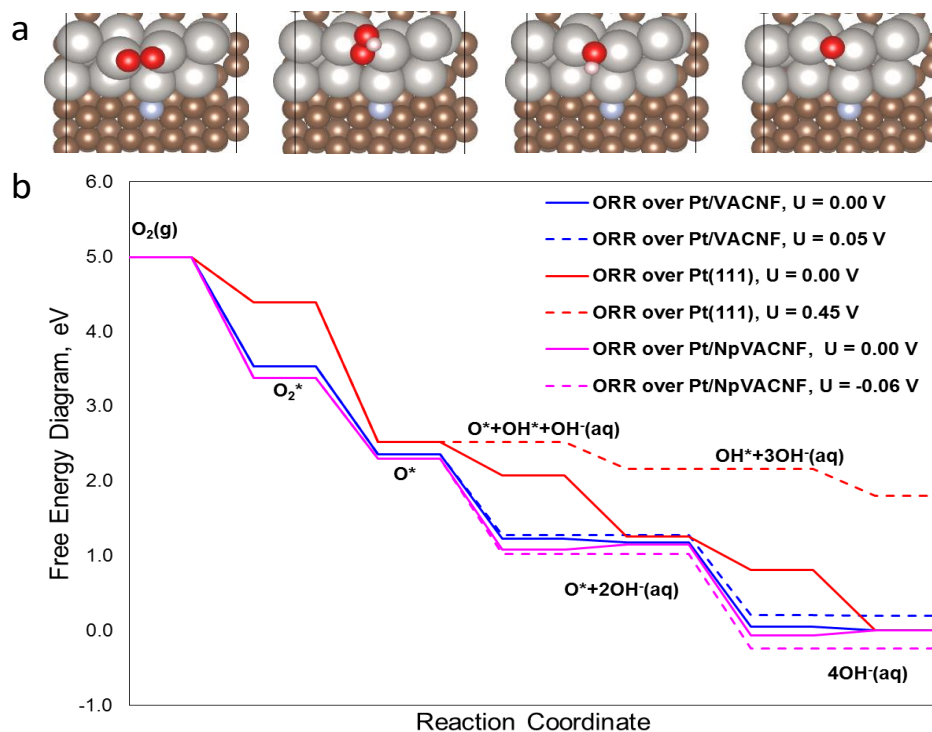 a
b
6.0
5.0
4.0
3.0
2.0
1.0
0.0
-1.0
Free Energy Diagram, eV
Reaction Coordinate
O₂(g)
O₂*
O*
O*+OH*+OH⁻(aq)
OH*+3OH⁻(aq)
O*+2OH⁻(aq)
4OH⁻(aq)
ORR over Pt/VACNF, U = 0.00 V
ORR over Pt/VACNF, U = 0.05 V
ORR over Pt(111), U = 0.00 V
ORR over Pt(111), U = 0.45 V
ORR over Pt/NpVACNF, U = 0.00 V
ORR over Pt/NpVACNF, U = -0.06 V